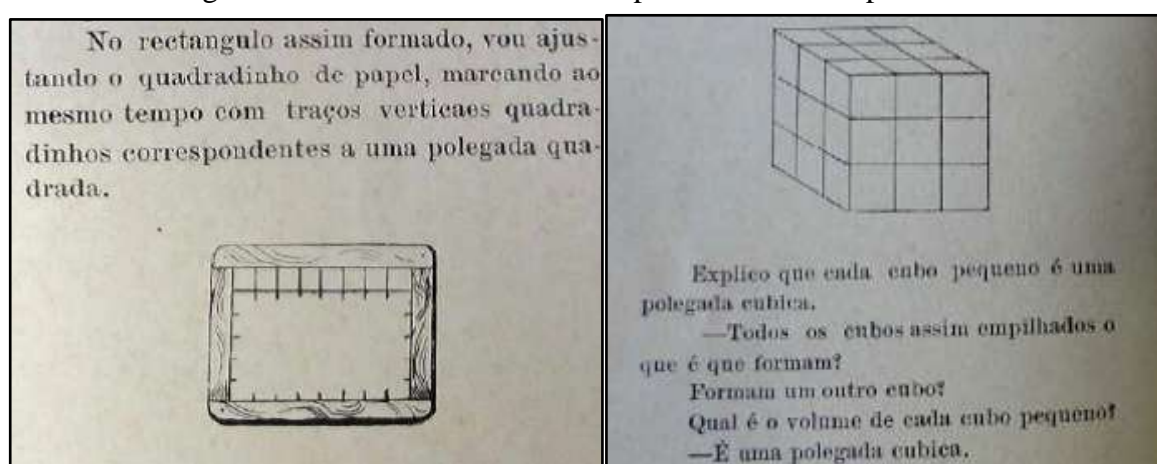 No rectangulo assim formado, vou ajus-
tando o quadradinho de papel, marcando ao
mesmo tempo com traços verticaes quadra-
dinhos correspondentes a uma polegada qua-
drada.
Explico que cada cubo pequeno é uma
polegada cubica.
—Todos os cubos assim empilhados o
que é que formam?
Formam um outro cubo?
Qual é o volume de cada cubo pequeno?
—É uma polegada cubica.